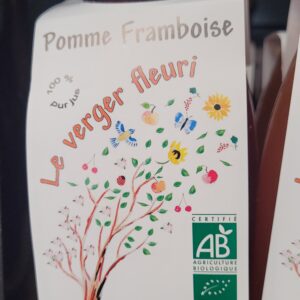 Pomme Framboise
100 %
pur jus
Le verger fleuri
CERTIFIÉ
AB
AGRICULTURE
BIOLOGIQUE